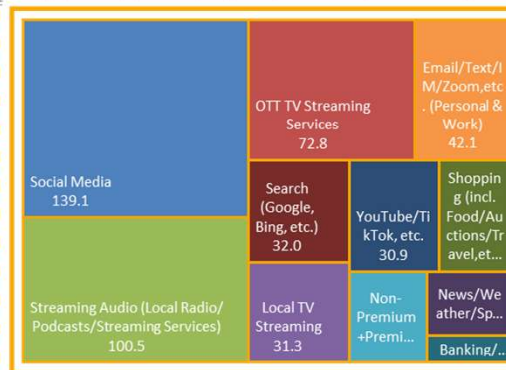 Social Media
139.1
OTT TV Streaming
Services
72.8
Email/Text/I
M/Zoom,etc
. (Personal &
Work)
42.1
Streaming Audio (Local Radio/
Podcasts/Streaming Services)
100.5
Search
(Google,
Bing, etc.)
32.0
YouTube/Ti
kTok, etc.
30.9
Shoppin
g (incl.
Food/Au
ctions/Tr
avel,et...
Local TV
Streaming
31.3
Non-
Premium
+Premi...
News/We
ather/Sp...
Banking/..